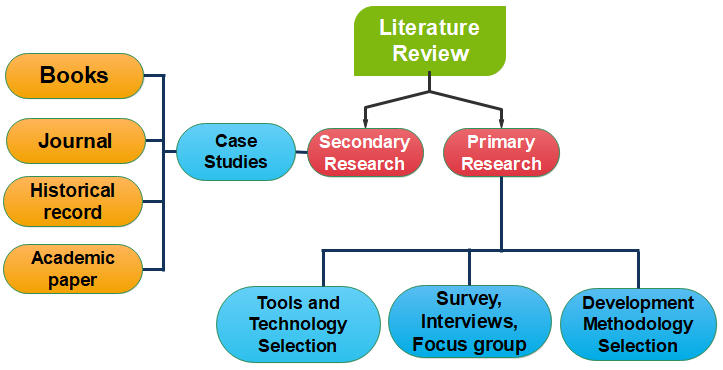 Literature
Review
Books
Journal
Historical
record
Academic
paper
Case
Studies
Secondary
Research
Primary
Research
Tools and
Technology
Selection
Survey,
Interviews,
Focus group
Development
Methodology
Selection